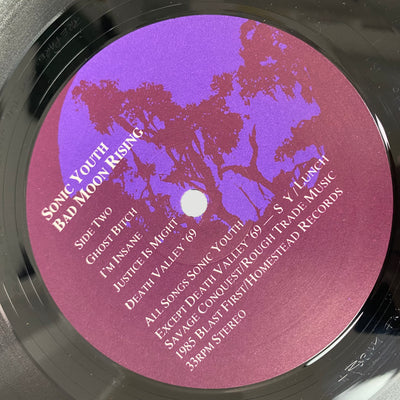 SONIC YOUTH
BAD MOON RISING
SIDE TWO
GHOST BITCH
I'M INSANE
JUSTICE IS MIGHT
DEATH VALLEY '69
ALL SONGS SONIC YOUTH
EXCEPT DEATH VALLEY '69 — S. Y./LUNCH
SAVAGE CONQUEST/ROUGH TRADE MUSIC
1985 BLAST FIRST/HOMESTEAD RECORDS
33RPM STEREO